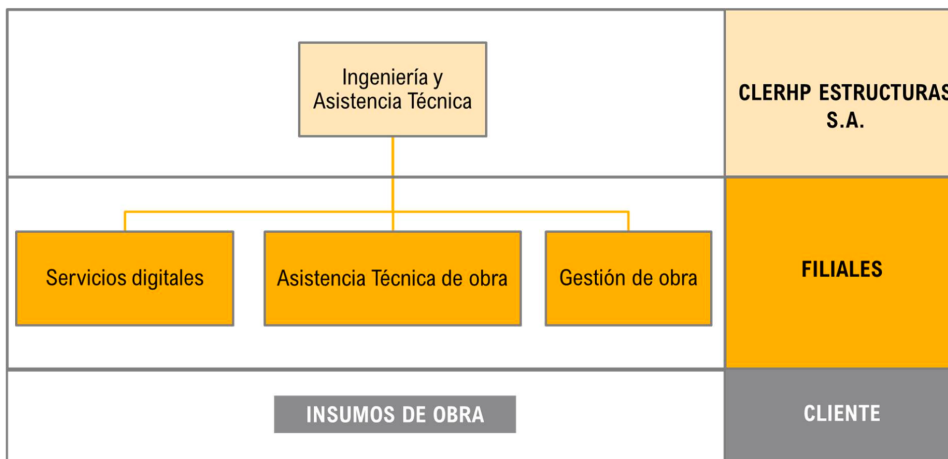 Ingeniería y
Asistencia Técnica
CLERHP ESTRUCTURAS
S.A.
Servicios digitales
Asistencia Técnica de obra
Gestión de obra
FILIALES
INSUMOS DE OBRA
CLIENTE